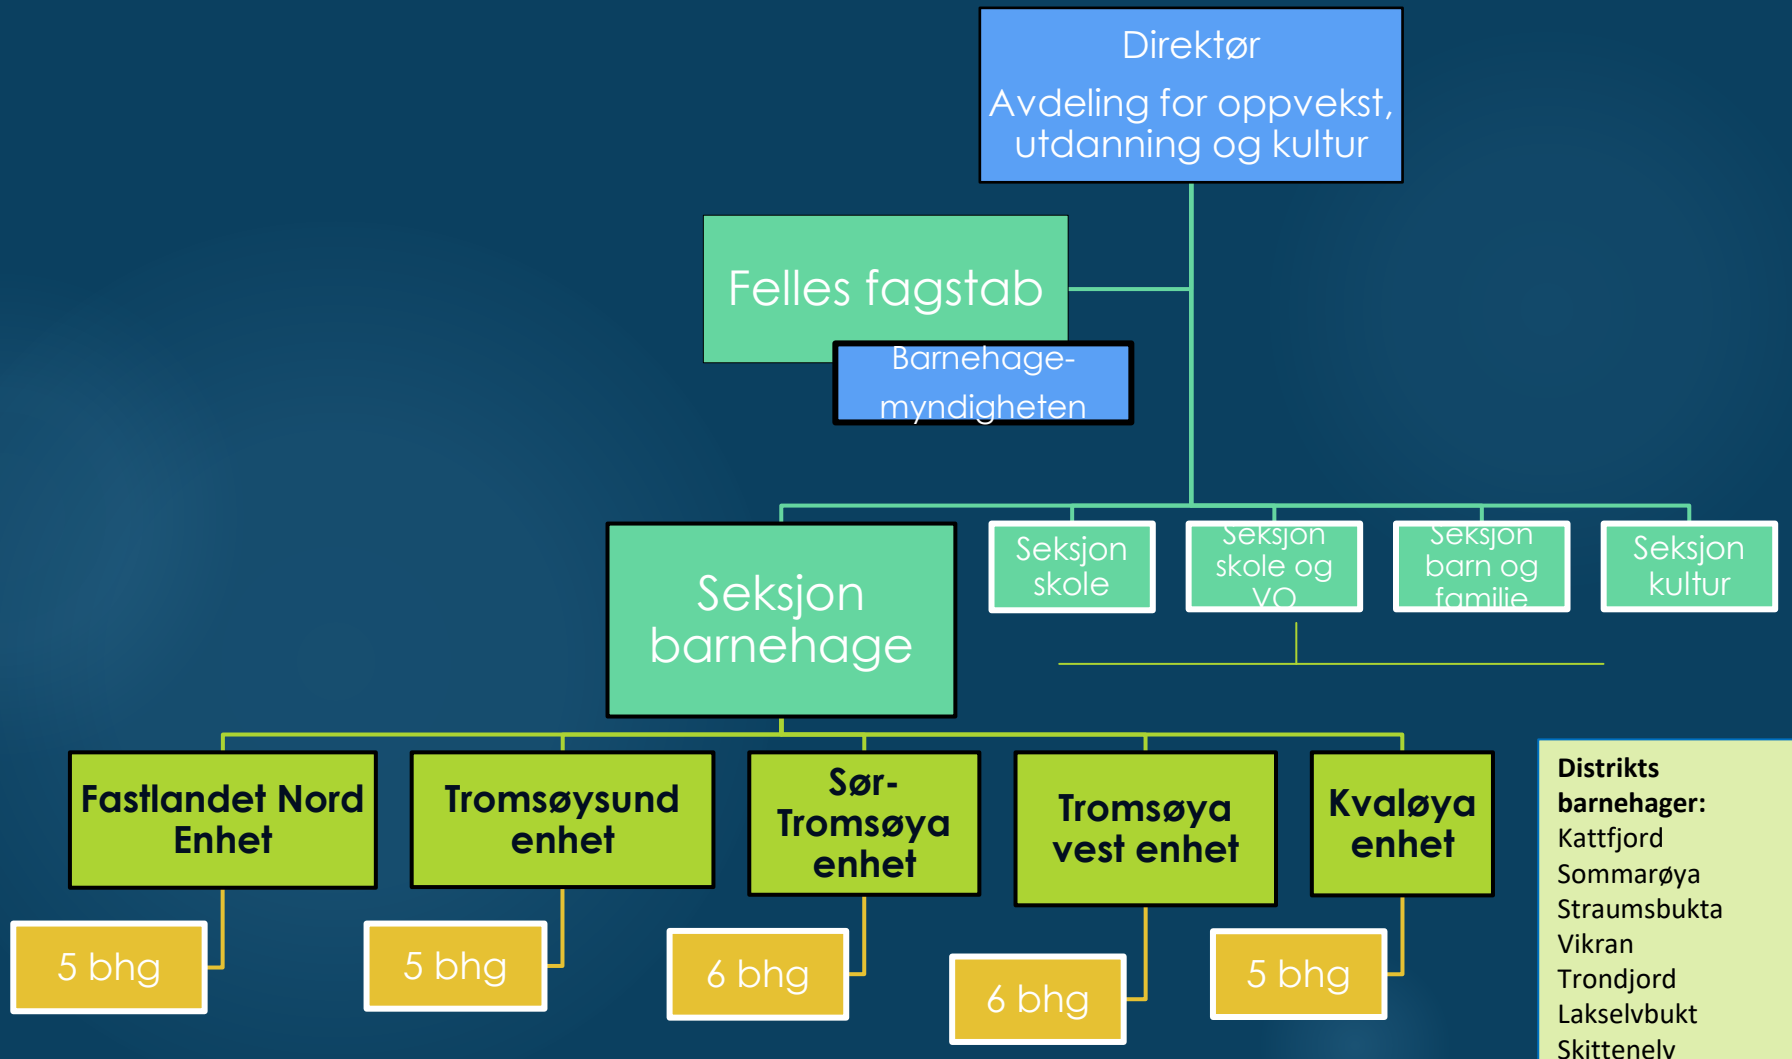 Direktør
Avdeling for oppvekst,
utdanning og kultur
Felles fagstab
Barnehage-
myndigheten
Seksjon
barnehage
Seksjon
skole
Seksjon
skole og
VO
Seksjon
barn og
familie
Seksjon
kultur
Fastlandet Nord
Enhet
Tromsøysund
enhet
Sør-
Tromsøya
enhet
Tromsøya
vest enhet
Kvaløya
enhet
5 bhg
5 bhg
6 bhg
6 bhg
5 bhg
Distrikts
barnehager:
Kattfjord
Sommarøya
Straumsbukta
Vikran
Trondjord
Lakselvbukt
Skittenelv